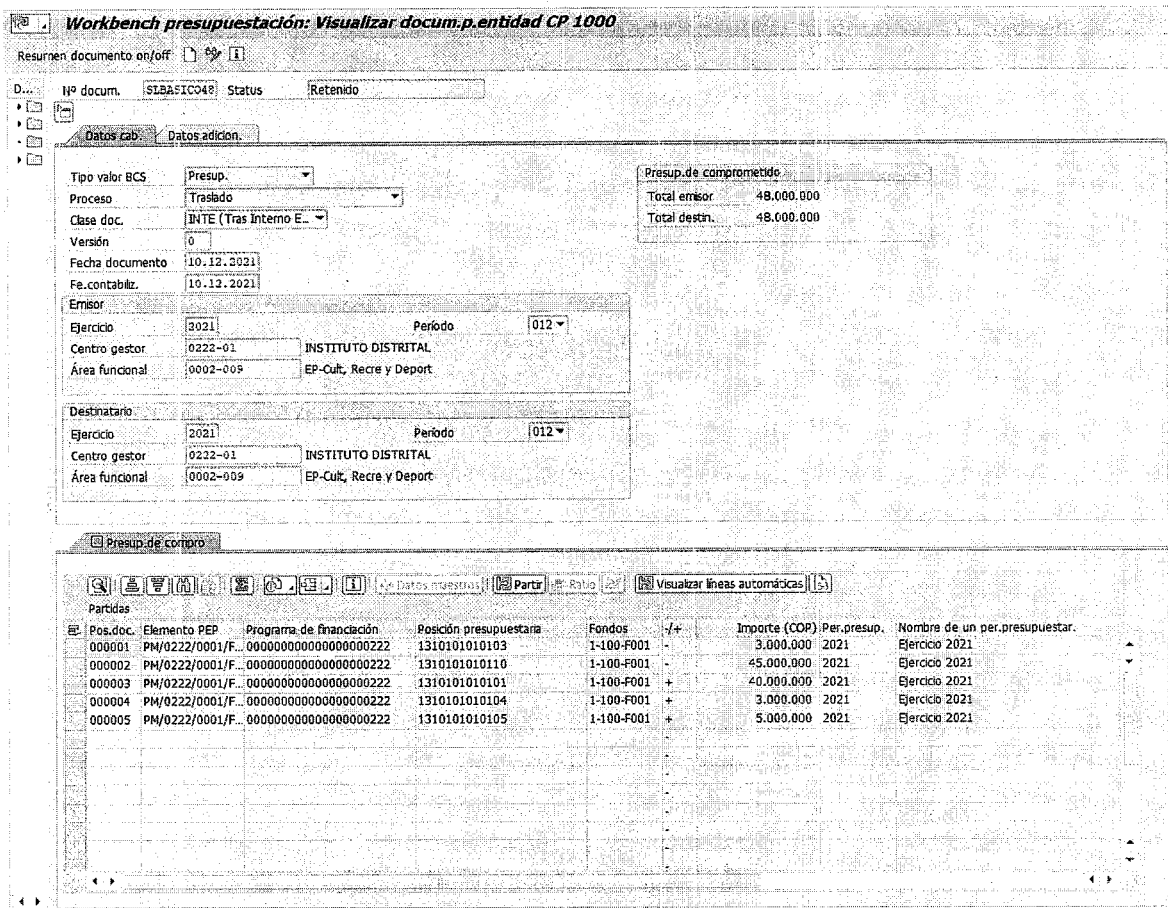 Workbench presupuestación: Visualizar docum.p.entidad CP 1000
Resumen documento on/off
D... Nº docum. SLBASICO48 Status Retenido
Datos cab. Datos adicion.
Tipo valor BCS Presup.
Proceso Traslado
Clase doc. INTE (Tras Interno E...
Versión 0
Fecha documento 10.12.2021
Fe.contabiliz. 10.12.2021
Presup.de comprometido
Total emisor 48.000.000
Total destin. 48.000.000
Emisor
Ejercicio 2021 Período 012
Centro gestor 0222-01 INSTITUTO DISTRITAL
Área funcional 0002-009 EP-Cult, Recre y Deport
Destinatario
Ejercicio 2021 Período 012
Centro gestor 0222-01 INSTITUTO DISTRITAL
Área funcional 0002-009 EP-Cult, Recre y Deport
Presup.de compro
Datos maestros Partir Ratio Visualizar líneas automáticas
Partidas
Pos.doc. Elemento PEP Programa de financiación Posición presupuestaria Fondos -/+ Importe (COP) Per.presup. Nombre de un per.presupuestar.
000001 PM/0222/0001/F... 00000000000000000222 1310101010103 1-100-F001 - 3.000.000 2021 Ejercicio 2021
000002 PM/0222/0001/F... 00000000000000000222 1310101010110 1-100-F001 - 45.000.000 2021 Ejercicio 2021
000003 PM/0222/0001/F... 00000000000000000222 1310101010101 1-100-F001 + 40.000.000 2021 Ejercicio 2021
000004 PM/0222/0001/F... 00000000000000000222 1310101010104 1-100-F001 + 3.000.000 2021 Ejercicio 2021
000005 PM/0222/0001/F... 00000000000000000222 1310101010105 1-100-F001 + 5.000.000 2021 Ejercicio 2021